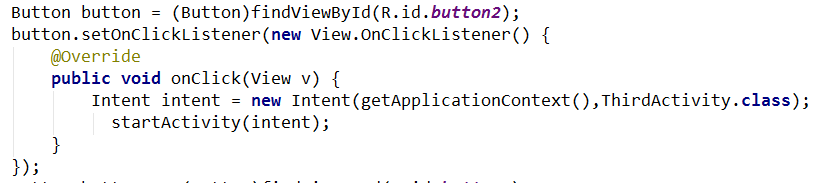 Button button = (Button)findViewById(R.id.button2);
button.setOnClickListener(new View.OnClickListener() {
@Override
public void onClick(View v) {
Intent intent = new Intent(getApplicationContext(),ThirdActivity.class);
startActivity(intent);
}
});